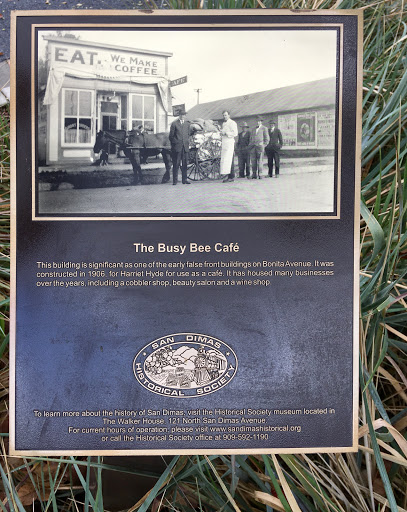 EAT. WE MAKE
COFFEE
CAFE
The Busy Bee Café
This building is significant as one of the early false front buildings on Bonita Avenue. It was
constructed in 1906, for Harriet Hyde for use as a café. It has housed many businesses
over the years, including a cobbler shop, beauty salon and a wine shop.
SAN DIMAS
HISTORICAL SOCIETY
To learn more about the history of San Dimas, visit the Historical Society museum located in
The Walker House, 121 North San Dimas Avenue.
For current hours of operation, please visit www.sandimashistorical.org
or call the Historical Society office at 909-592-1190